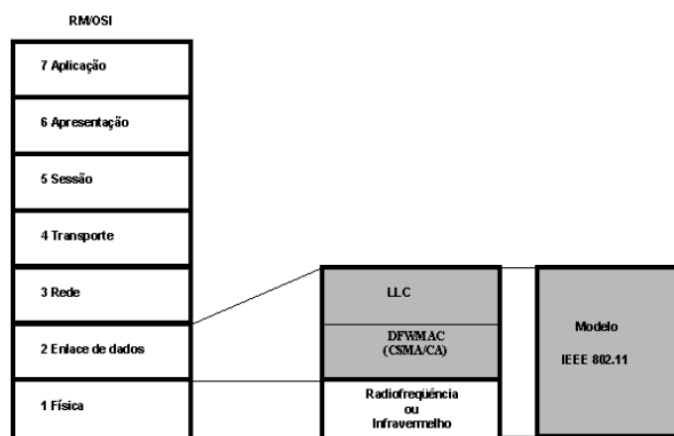 RM/OSI
7 Aplicação
6 Apresentação
5 Sessão
4 Transporte
3 Rede
2 Enlace de dados
1 Física
LLC
DFWMAC
(CSMA/CA)
Radiofreqüência
ou
Infravermelho
Modelo
IEEE 802.11